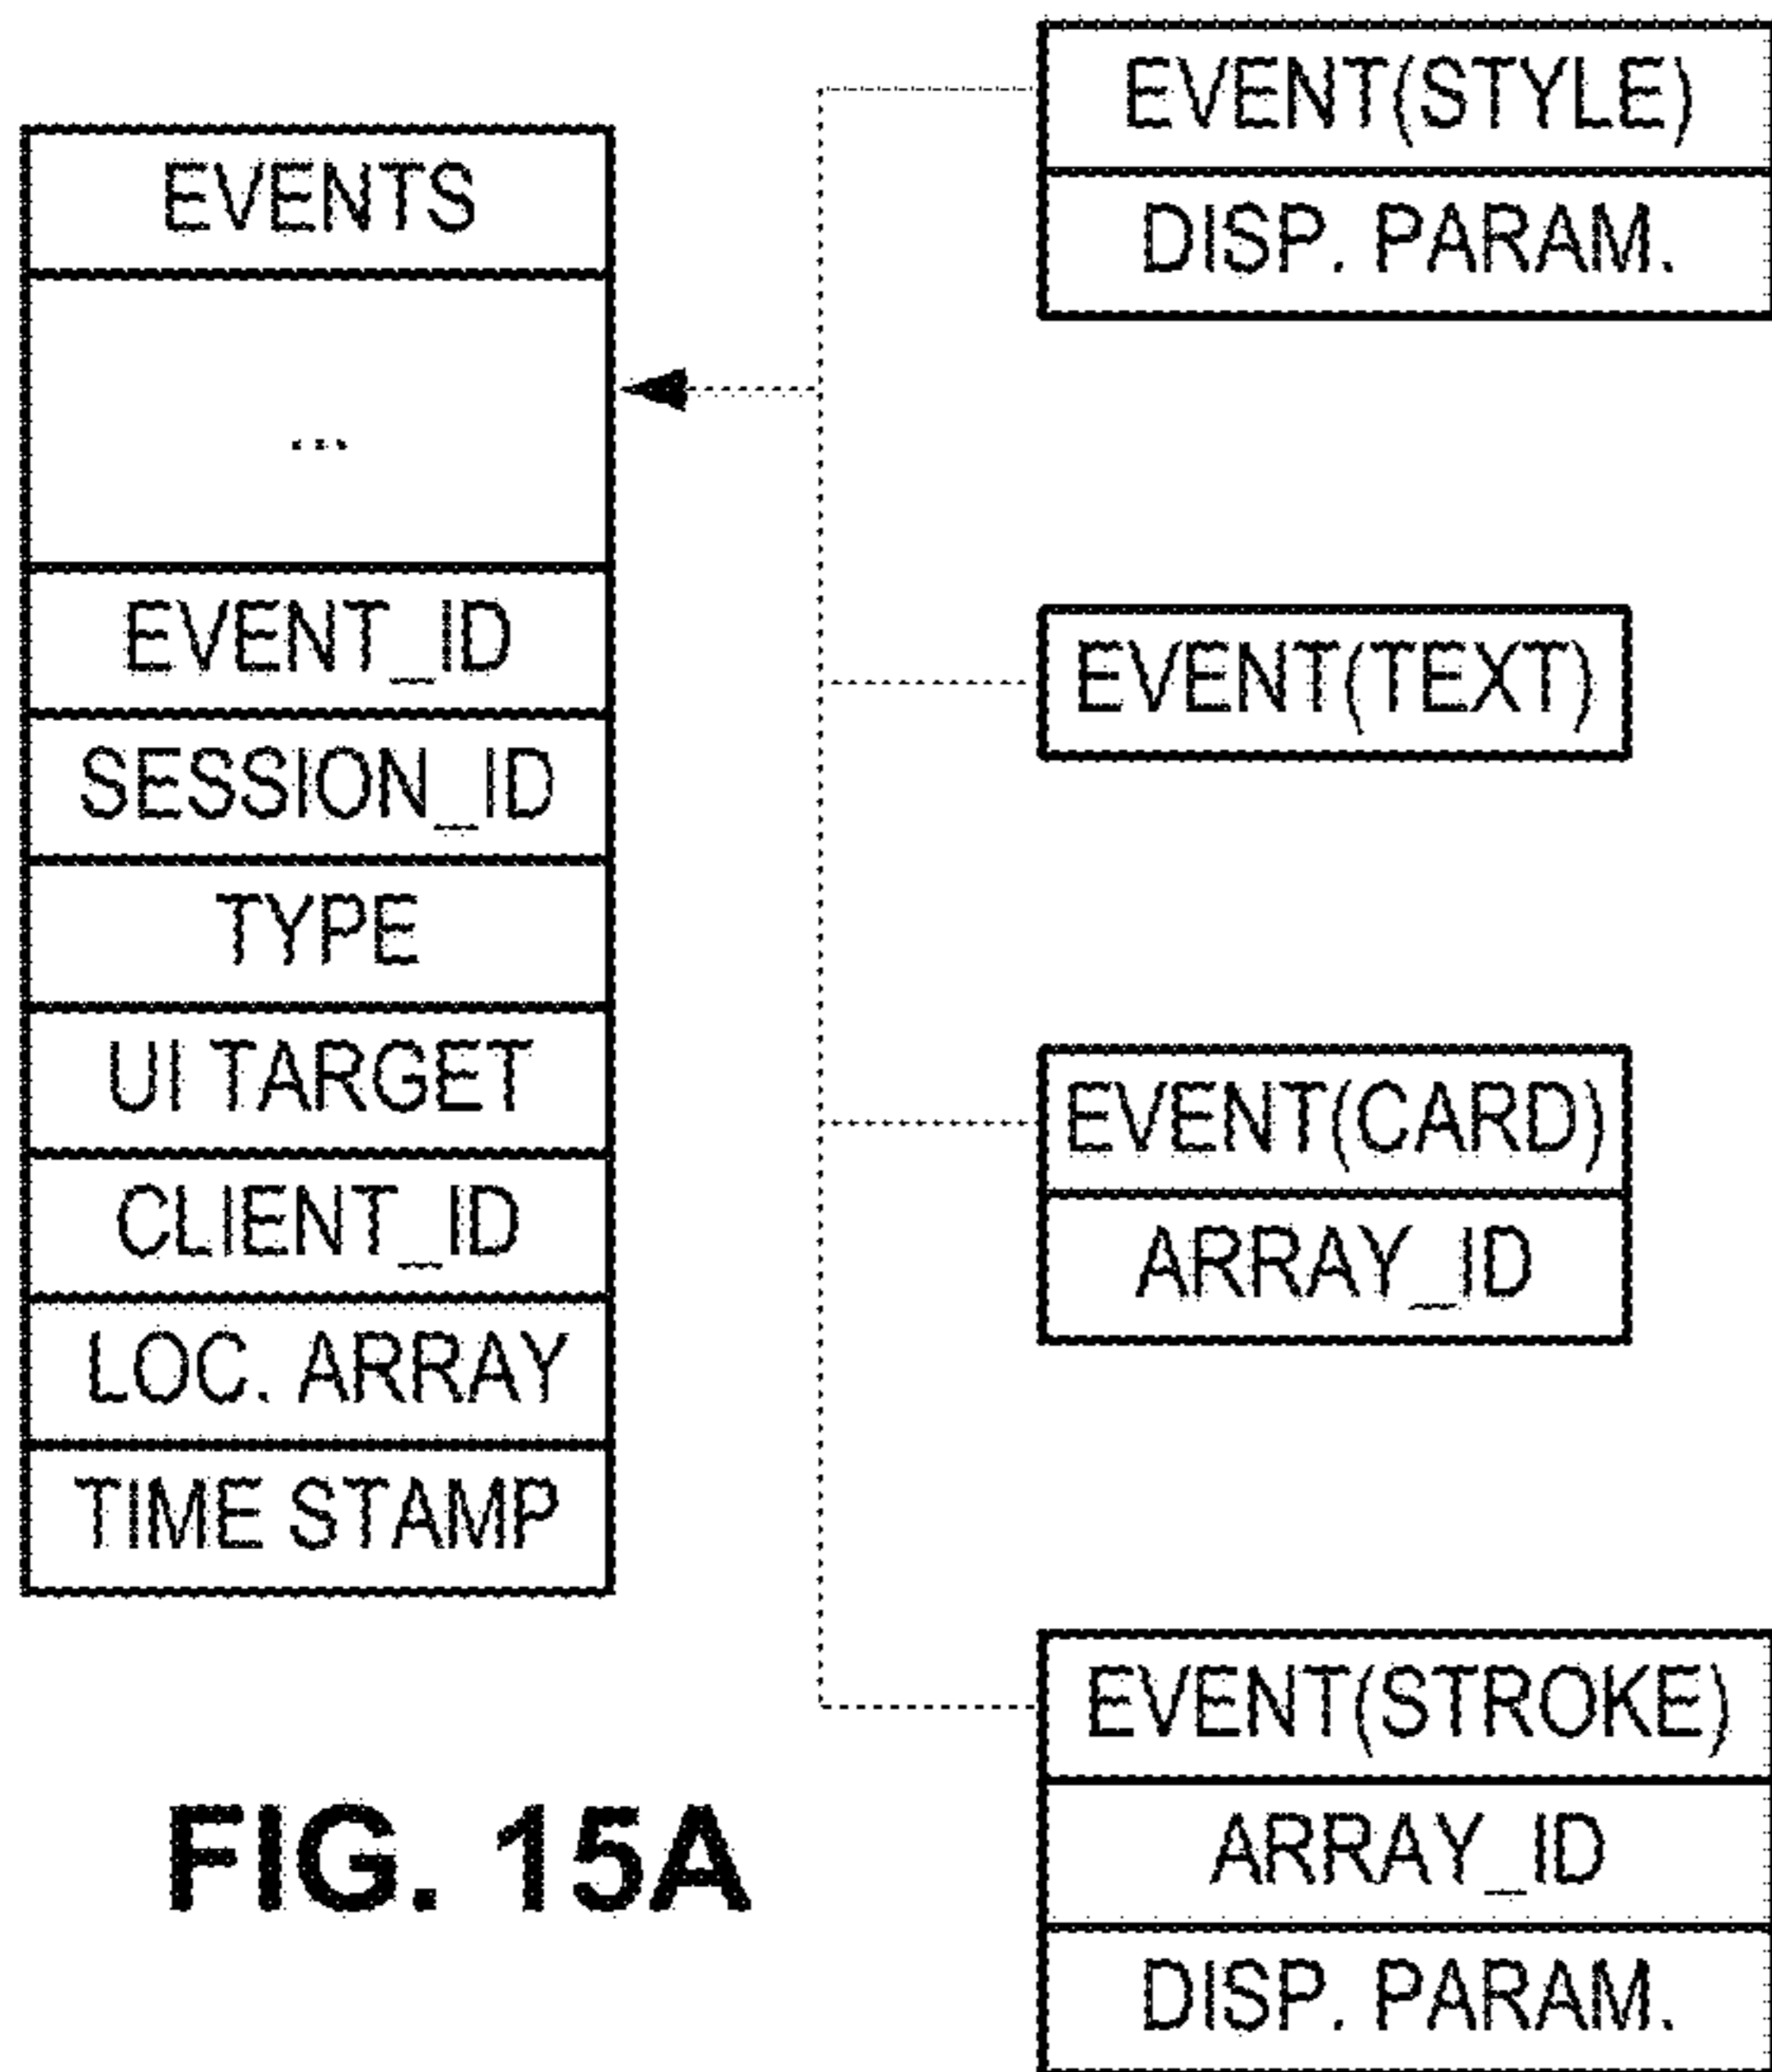 EVENTS
...
EVENT_ID
SESSION_ID
TYPE
UI TARGET
CLIENT_ID
LOC. ARRAY
TIME STAMP
EVENT(STYLE)
DISP. PARAM.
EVENT(TEXT)
EVENT(CARD)
ARRAY_ID
EVENT(STROKE)
ARRAY_ID
DISP. PARAM.
FIG. 15A